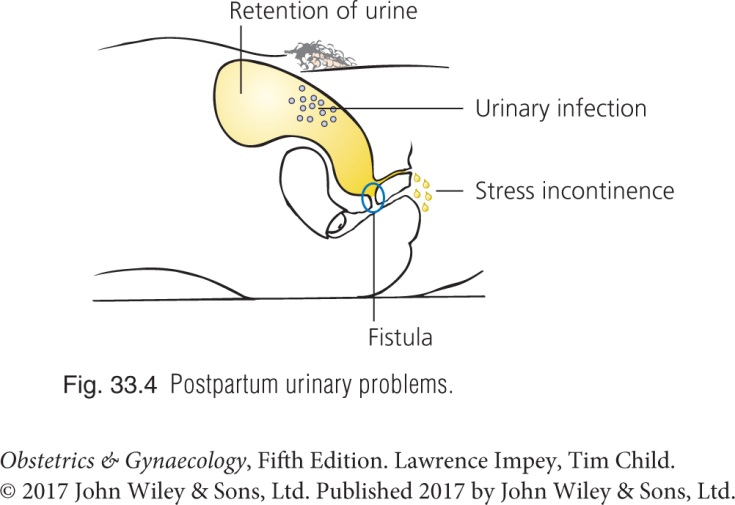 Retention of urine
Urinary infection
Stress incontinence
Fistula
Fig. 33.4 Postpartum urinary problems.
Obstetrics & Gynaecology, Fifth Edition. Lawrence Impey, Tim Child.
© 2017 John Wiley & Sons, Ltd. Published 2017 by John Wiley & Sons, Ltd.